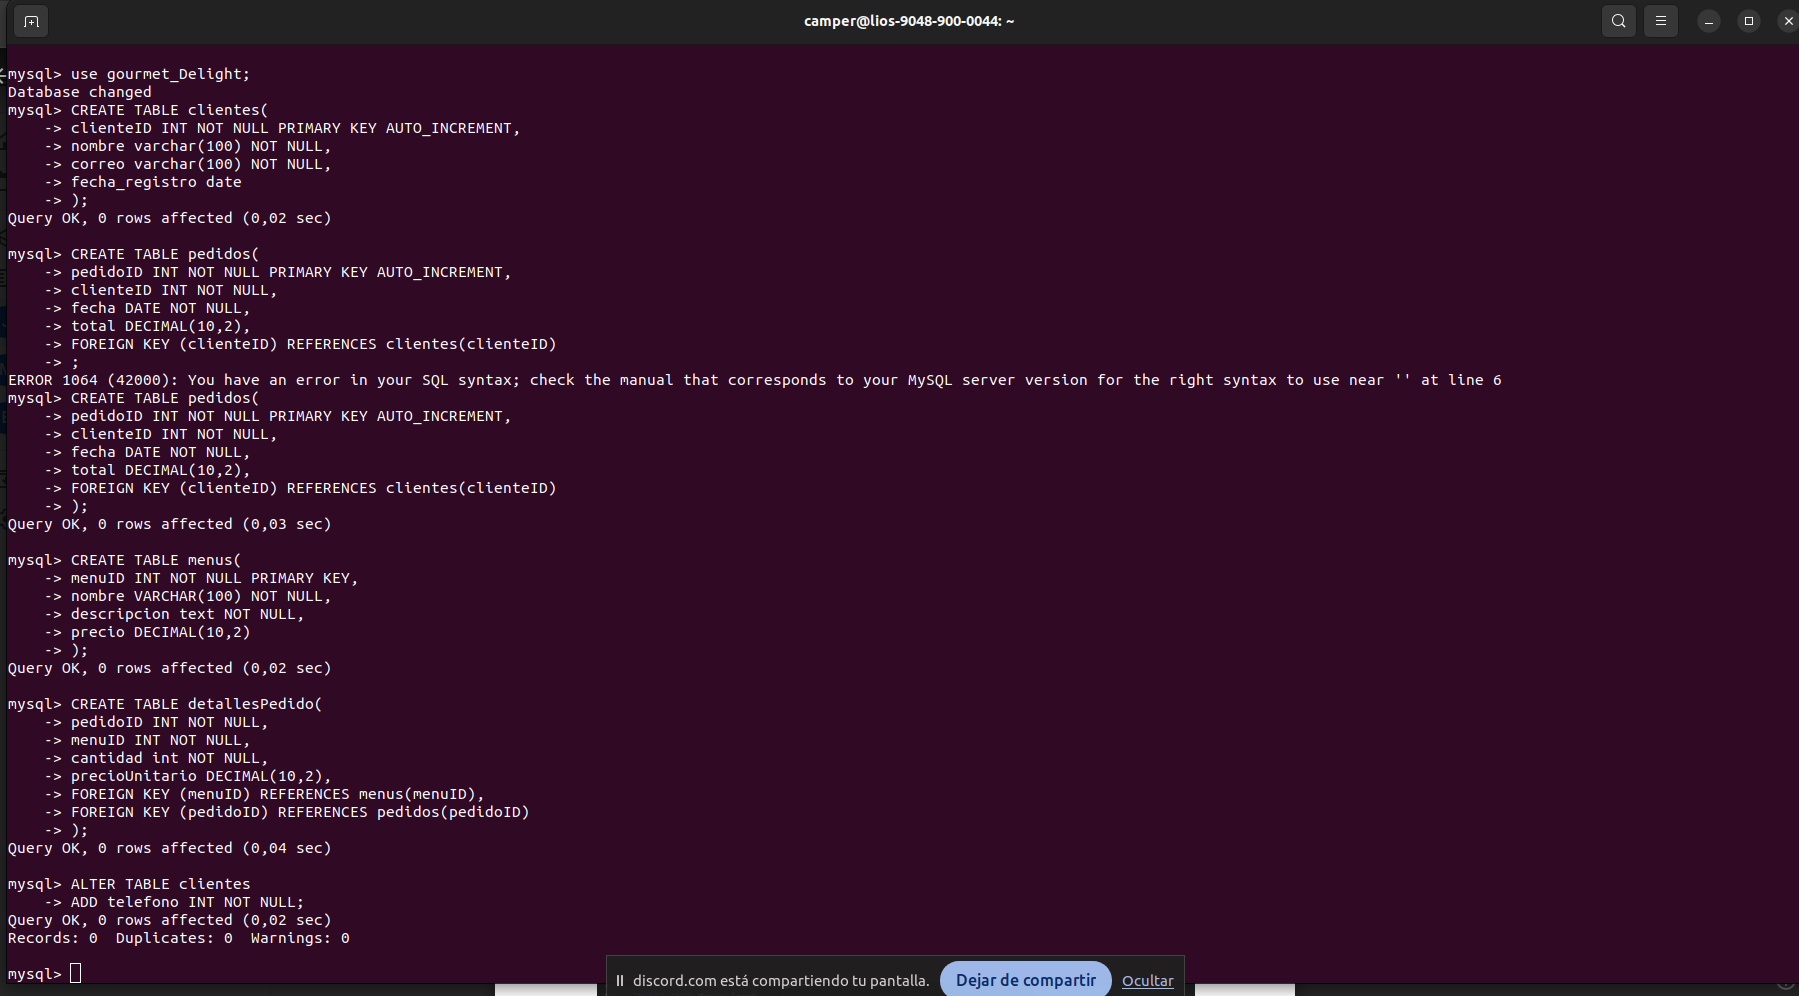 camper@lios-9048-900-0044: ~
mysql> use gourmet_Delight;
Database changed
mysql> CREATE TABLE clientes(
    -> clienteID INT NOT NULL PRIMARY KEY AUTO_INCREMENT,
    -> nombre varchar(100) NOT NULL,
    -> correo varchar(100) NOT NULL,
    -> fecha_registro date
    -> );
Query OK, 0 rows affected (0,02 sec)
mysql> CREATE TABLE pedidos(
    -> pedidoID INT NOT NULL PRIMARY KEY AUTO_INCREMENT,
    -> clienteID INT NOT NULL,
    -> fecha DATE NOT NULL,
    -> total DECIMAL(10,2),
    -> FOREIGN KEY (clienteID) REFERENCES clientes(clienteID)
    -> ;
ERROR 1064 (42000): You have an error in your SQL syntax; check the manual that corresponds to your MySQL server version for the right syntax to use near '' at line 6
mysql> CREATE TABLE pedidos(
    -> pedidoID INT NOT NULL PRIMARY KEY AUTO_INCREMENT,
    -> clienteID INT NOT NULL,
    -> fecha DATE NOT NULL,
    -> total DECIMAL(10,2),
    -> FOREIGN KEY (clienteID) REFERENCES clientes(clienteID)
    -> );
Query OK, 0 rows affected (0,03 sec)
mysql> CREATE TABLE menus(
    -> menuID INT NOT NULL PRIMARY KEY,
    -> nombre VARCHAR(100) NOT NULL,
    -> descripcion text NOT NULL,
    -> precio DECIMAL(10,2)
    -> );
Query OK, 0 rows affected (0,02 sec)
mysql> CREATE TABLE detallesPedido(
    -> pedidoID INT NOT NULL,
    -> menuID INT NOT NULL,
    -> cantidad int NOT NULL,
    -> precioUnitario DECIMAL(10,2),
    -> FOREIGN KEY (menuID) REFERENCES menus(menuID),
    -> FOREIGN KEY (pedidoID) REFERENCES pedidos(pedidoID)
    -> );
Query OK, 0 rows affected (0,04 sec)
mysql> ALTER TABLE clientes
    -> ADD telefono INT NOT NULL;
Query OK, 0 rows affected (0,02 sec)
Records: 0  Duplicates: 0  Warnings: 0
mysql>
discord.com está compartiendo tu pantalla. Dejar de compartir Ocultar